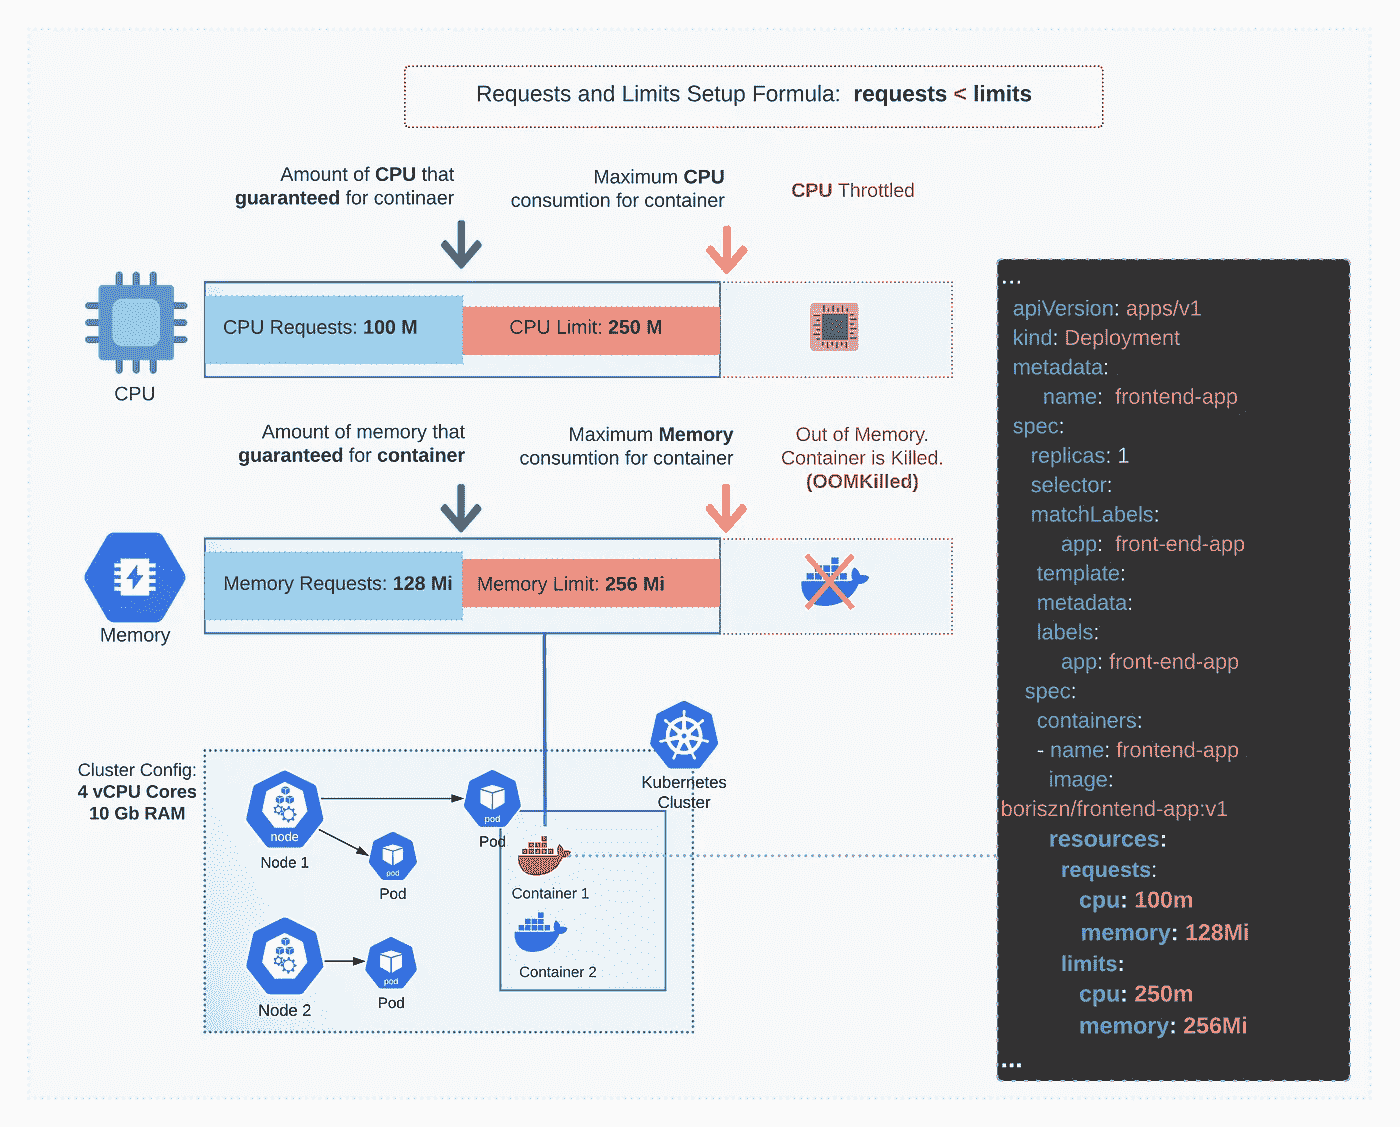 Requests and Limits Setup Formula:  requests < limits
Amount of CPU that
guaranteed for continaer
Maximum CPU
consumtion for container
CPU Throttled
CPU Requests: 100 M
CPU Limit: 250 M
CPU
Amount of memory that
guaranteed for container
Maximum Memory
consumtion for container
Out of Memory.
Container is Killed.
(OOMKilled)
Memory Requests: 128 Mi
Memory Limit: 256 Mi
Memory
Cluster Config:
4 vCPU Cores
10 Gb RAM
Kubernetes
Cluster
node
Node 1
pod
Pod
pod
Pod
Container 1
Container 2
node
Node 2
pod
Pod
...
apiVersion: apps/v1
kind: Deployment
metadata:
name:  frontend-app
spec:
replicas: 1
selector:
matchLabels:
app:  front-end-app
template:
metadata:
labels:
app: front-end-app
spec:
containers:
- name: frontend-app
image:
boriszn/frontend-app:v1
resources:
requests:
cpu: 100m
memory: 128Mi
limits:
cpu: 250m
memory: 256Mi
...